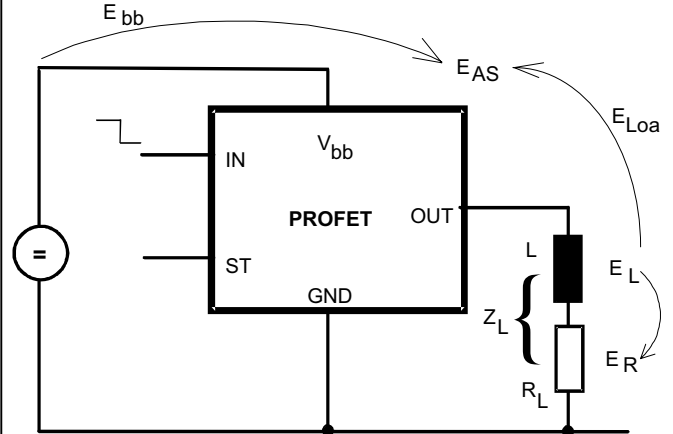 E bb
E AS
E Loa
V bb
IN
PROFET
OUT
L
=
ST
E L
GND
Z L
E R
R L